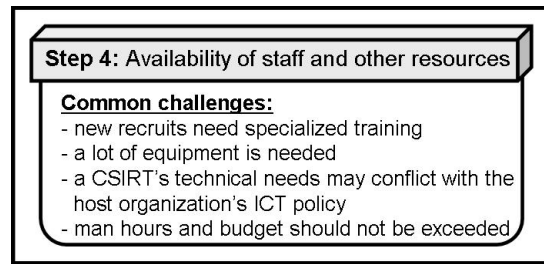 Step 4: Availability of staff and other resources
Common challenges:
- new recruits need specialized training
- a lot of equipment is needed
- a CSIRT's technical needs may conflict with the
host organization's ICT policy
- man hours and budget should not be exceeded